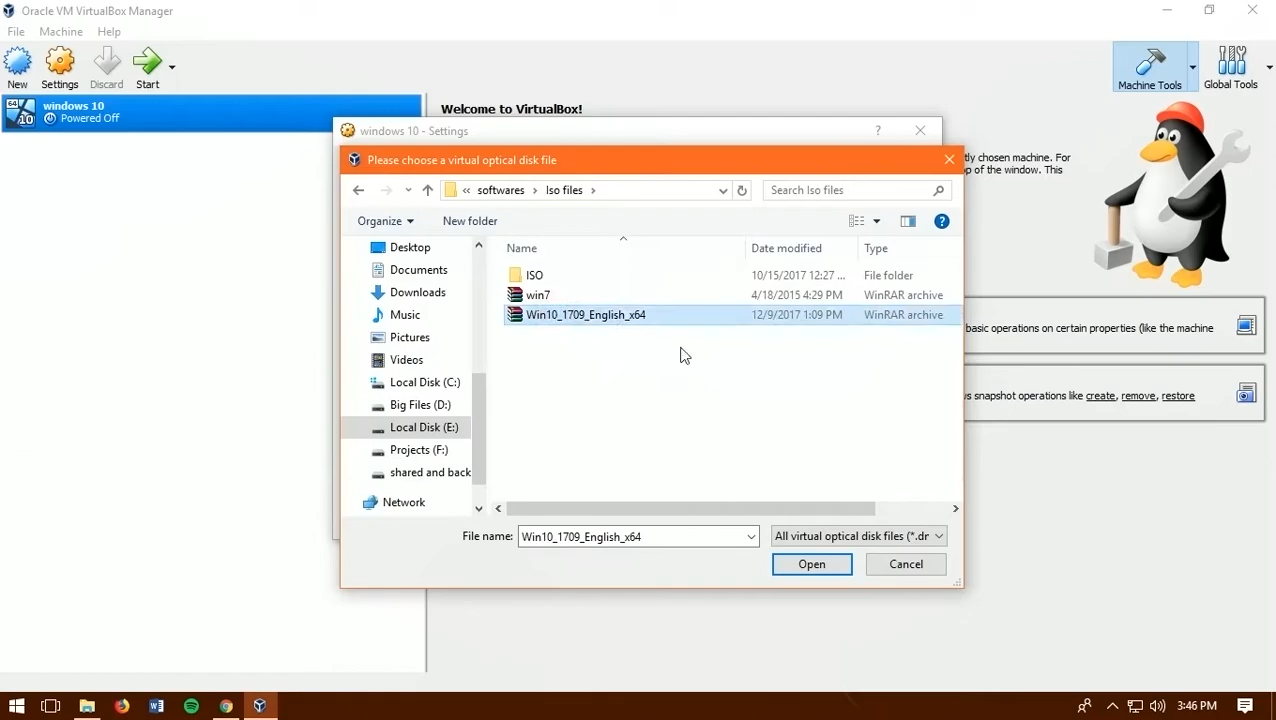 Oracle VM VirtualBox Manager
File Machine Help
New Settings Discard Start Machine Tools Global Tools
64
10
windows 10
Powered Off
Welcome to VirtualBox!
windows 10 - Settings ?
Please choose a virtual optical disk file
tly chosen machine. For
op of the window. This
« softwares › Iso files › Search Iso files
Organize New folder ?
Name Date modified Type
Desktop
Documents
Downloads
Music
Pictures
Videos
Local Disk (C:)
Big Files (D:)
Local Disk (E:)
Projects (F:)
shared and back
Network
ISO 10/15/2017 12:27 ... File folder
win7 4/18/2015 4:29 PM WinRAR archive
Win10_1709_English_x64 12/9/2017 1:09 PM WinRAR archive
basic operations on certain properties (like the machine
s snapshot operations like create, remove, restore
File name: Win10_1709_English_x64 All virtual optical disk files (*.dr
Open Cancel
3:46 PM